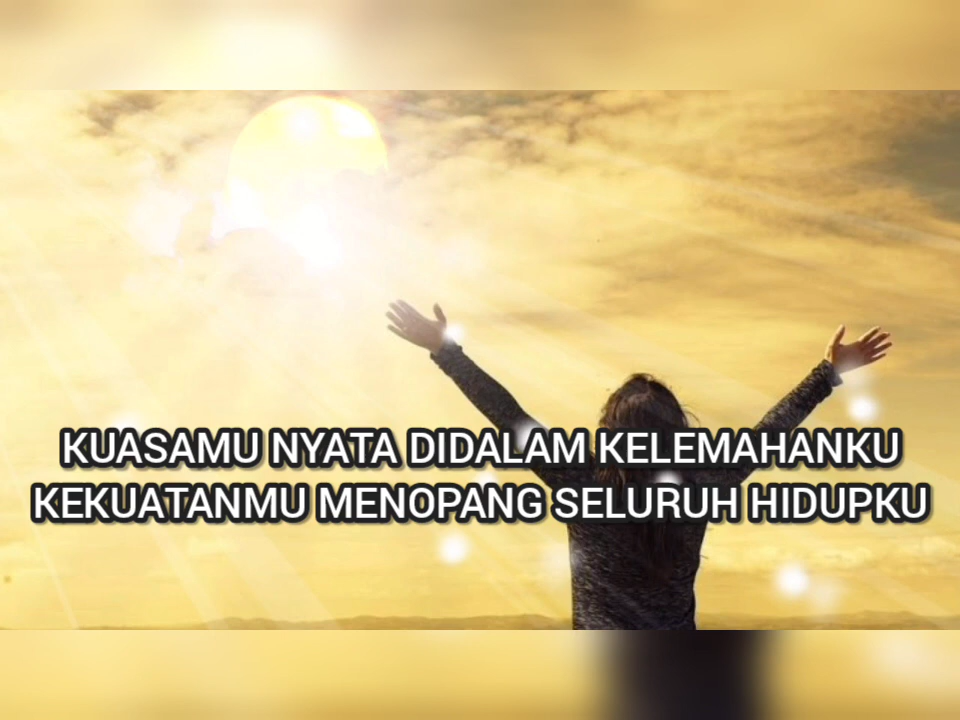 KUASAMU NYATA DIDALAM KELEMAHANKU
KEKUATANMU MENOPANG SELURUH HIDUPKU